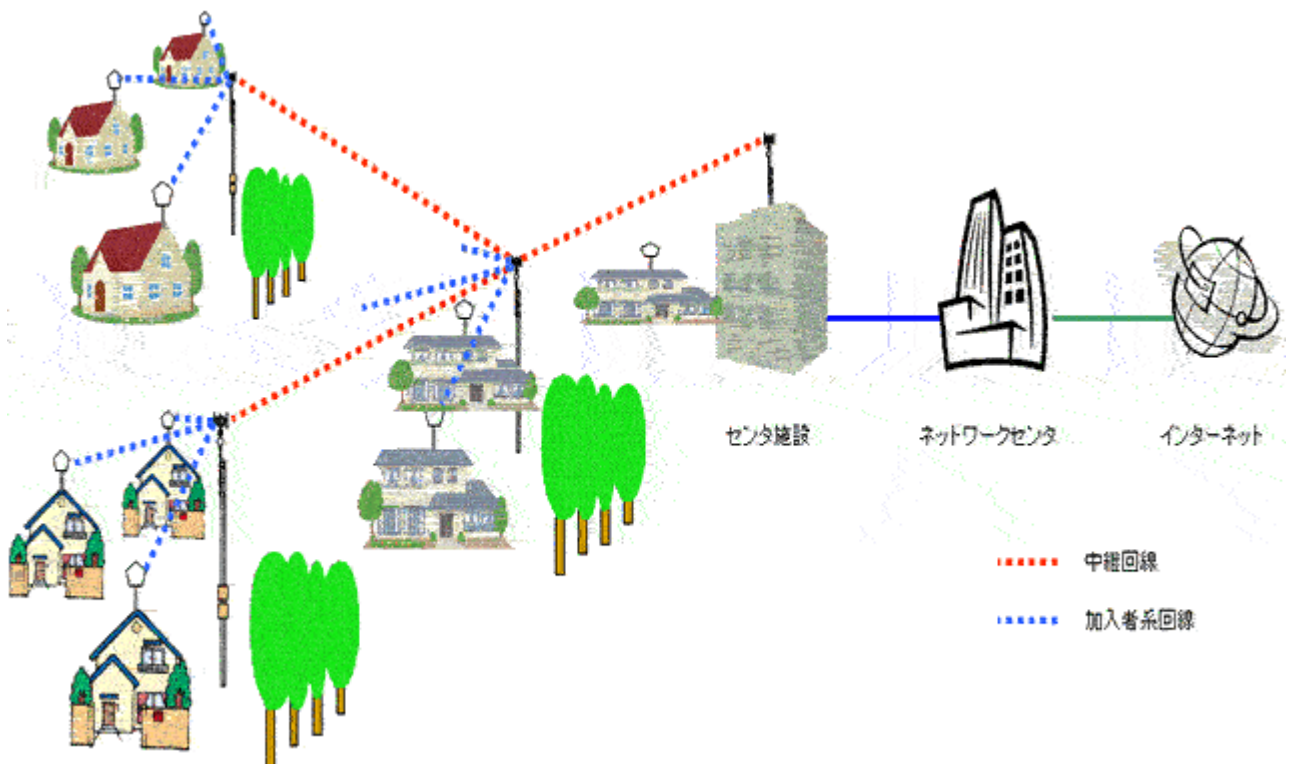 センタ施設
ネットワークセンタ
インターネット
中継回線
加入者系回線